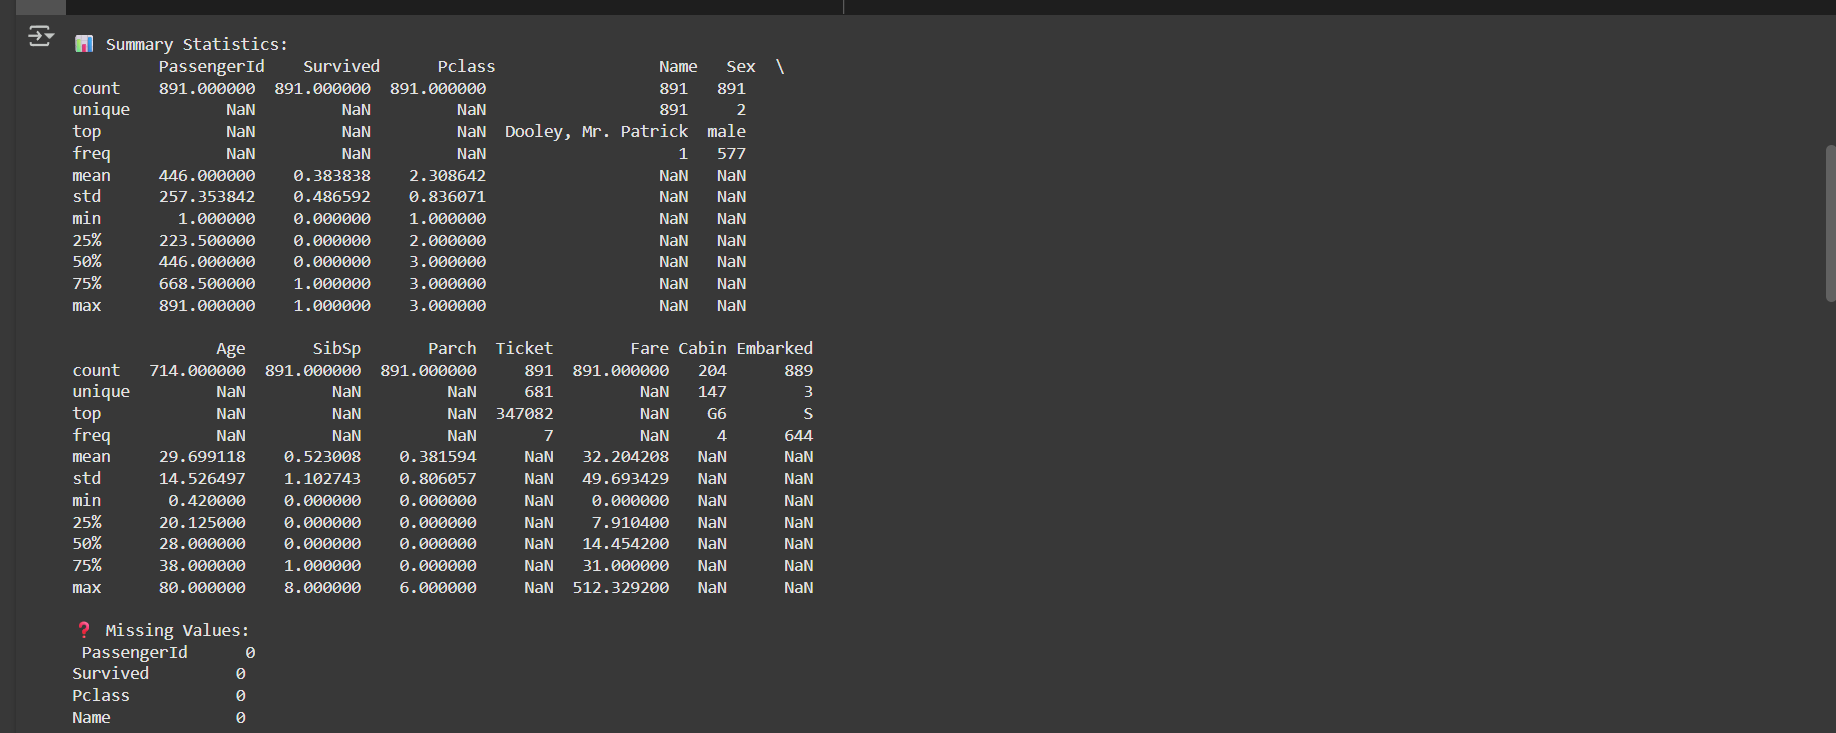 📊 Summary Statistics:
        PassengerId    Survived      Pclass                 Name   Sex  \
count    891.000000  891.000000  891.000000                  891   891
unique          NaN         NaN         NaN                  891     2
top             NaN         NaN         NaN  Dooley, Mr. Patrick  male
freq            NaN         NaN         NaN                    1   577
mean     446.000000    0.383838    2.308642                  NaN   NaN
std      257.353842    0.486592    0.836071                  NaN   NaN
min        1.000000    0.000000    1.000000                  NaN   NaN
25%      223.500000    0.000000    2.000000                  NaN   NaN
50%      446.000000    0.000000    3.000000                  NaN   NaN
75%      668.500000    1.000000    3.000000                  NaN   NaN
max      891.000000    1.000000    3.000000                  NaN   NaN
               Age       SibSp       Parch  Ticket        Fare Cabin Embarked
count   714.000000  891.000000  891.000000     891  891.000000   204      889
unique         NaN         NaN         NaN     681         NaN   147        3
top            NaN         NaN         NaN  347082         NaN    G6        S
freq           NaN         NaN         NaN       7         NaN     4      644
mean     29.699118    0.523008    0.381594     NaN   32.204208   NaN      NaN
std      14.526497    1.102743    0.806057     NaN   49.693429   NaN      NaN
min       0.420000    0.000000    0.000000     NaN    0.000000   NaN      NaN
25%      20.125000    0.000000    0.000000     NaN    7.910400   NaN      NaN
50%      28.000000    0.000000    0.000000     NaN   14.454200   NaN      NaN
75%      38.000000    1.000000    0.000000     NaN   31.000000   NaN      NaN
max      80.000000    8.000000    6.000000     NaN  512.329200   NaN      NaN
❓ Missing Values:
 PassengerId      0
Survived         0
Pclass           0
Name             0